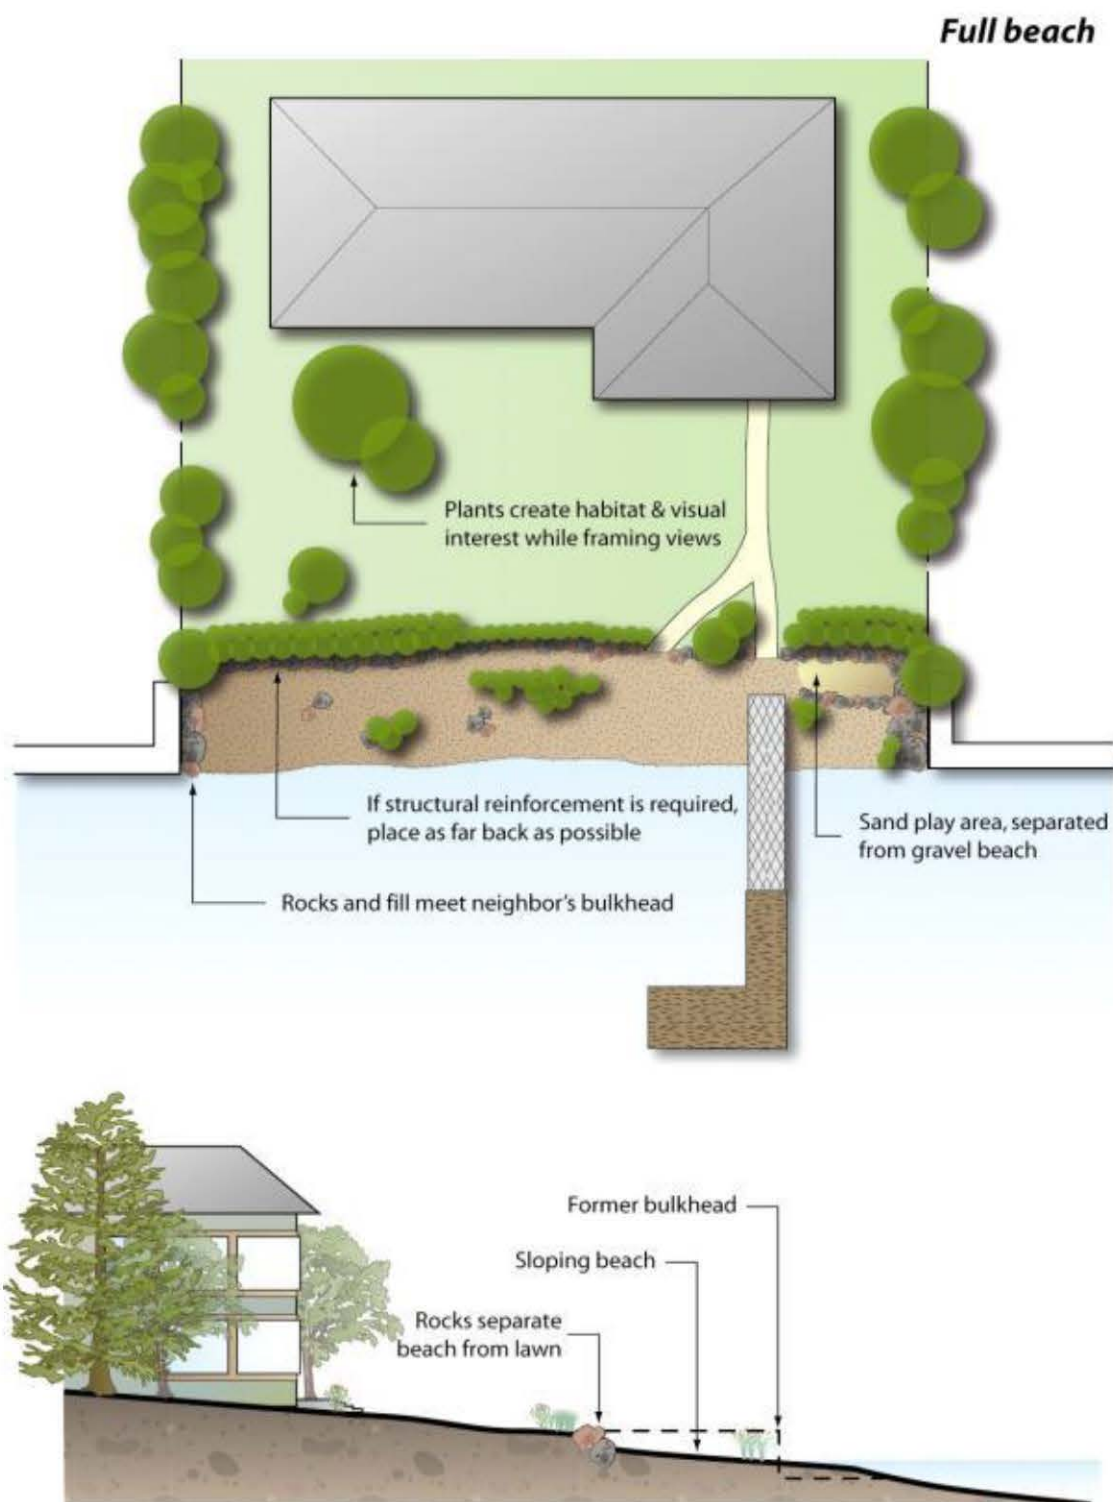 Full beach
Plants create habitat & visual
interest while framing views
If structural reinforcement is required,
place as far back as possible
Sand play area, separated
from gravel beach
Rocks and fill meet neighbor's bulkhead
Former bulkhead
Sloping beach
Rocks separate
beach from lawn